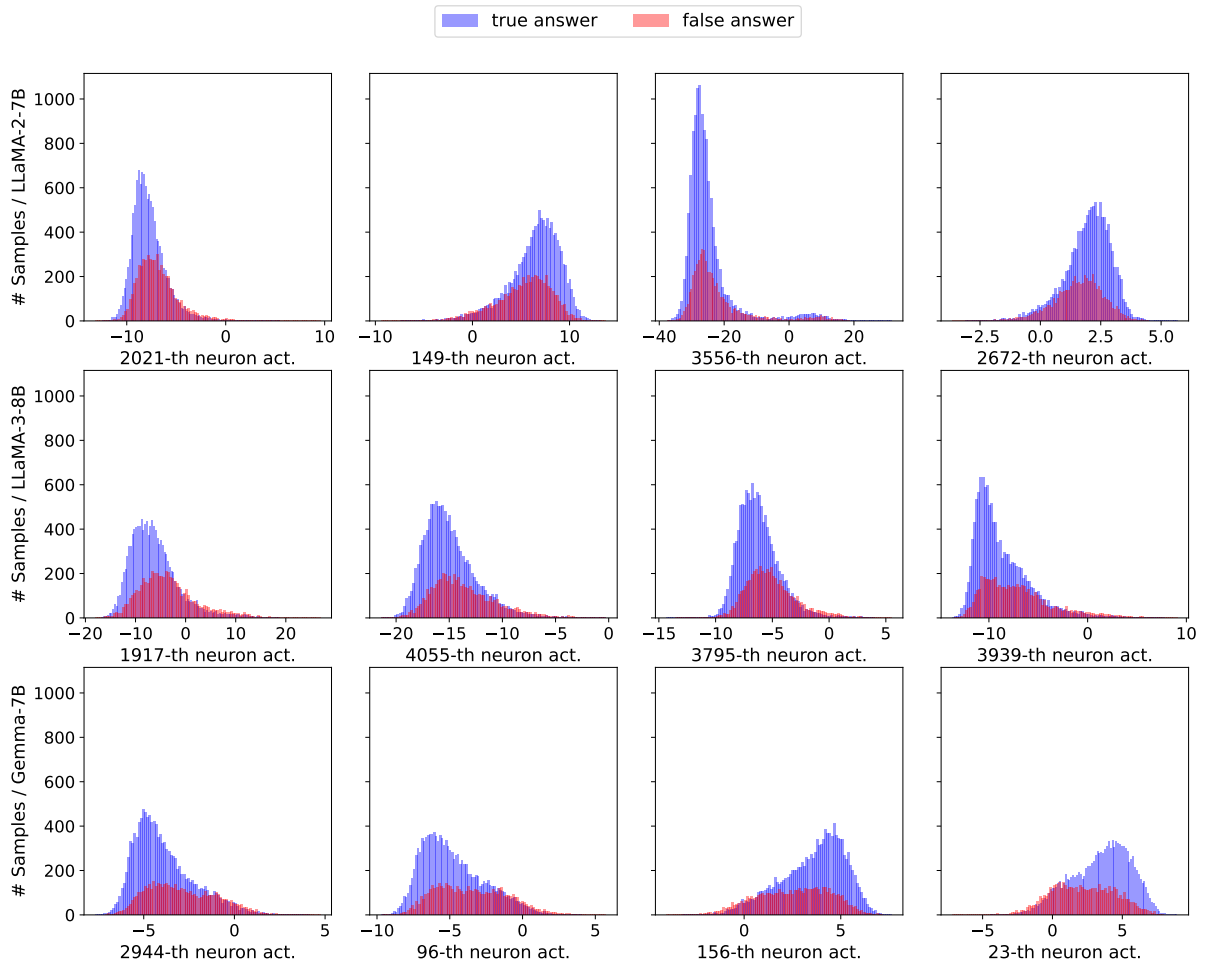 true answer false answer
# Samples / LLaMA-2-7B
1000
800
600
400
200
0
−10 0 10
2021-th neuron act.
−10 0 10
149-th neuron act.
−40 −20 0 20
3556-th neuron act.
−2.5 0.0 2.5 5.0
2672-th neuron act.
# Samples / LLaMA-3-8B
1000
800
600
400
200
0
−20 −10 0 10 20
1917-th neuron act.
−20 −15 −10 −5 0
4055-th neuron act.
−15 −10 −5 0 5
3795-th neuron act.
−10 0 10
3939-th neuron act.
# Samples / Gemma-7B
1000
800
600
400
200
0
−5 0 5
2944-th neuron act.
−10 −5 0 5
96-th neuron act.
0 5
156-th neuron act.
−5 0 5
23-th neuron act.